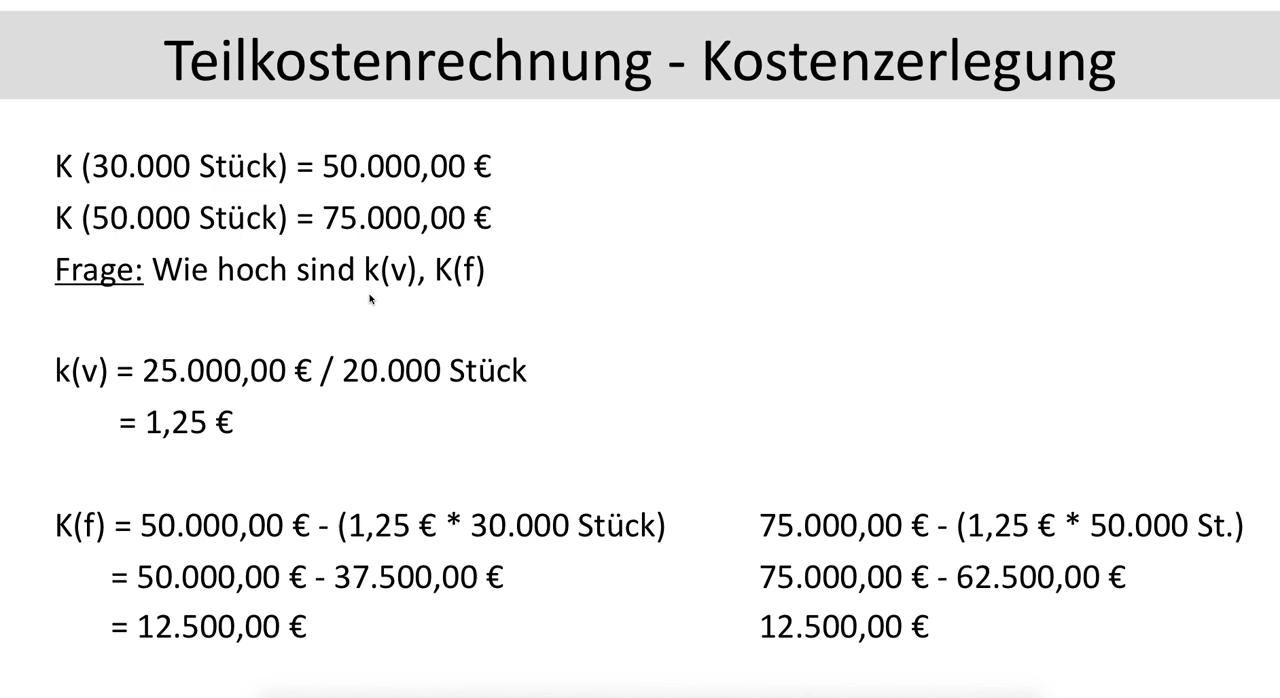 Teilkostenrechnung - Kostenzerlegung
K (30.000 Stück) = 50.000,00 €
K (50.000 Stück) = 75.000,00 €
Frage: Wie hoch sind k(v), K(f)
k(v) = 25.000,00 € / 20.000 Stück
= 1,25 €
K(f) = 50.000,00 € - (1,25 € * 30.000 Stück)
= 50.000,00 € - 37.500,00 €
= 12.500,00 €
75.000,00 € - (1,25 € * 50.000 St.)
75.000,00 € - 62.500,00 €
12.500,00 €